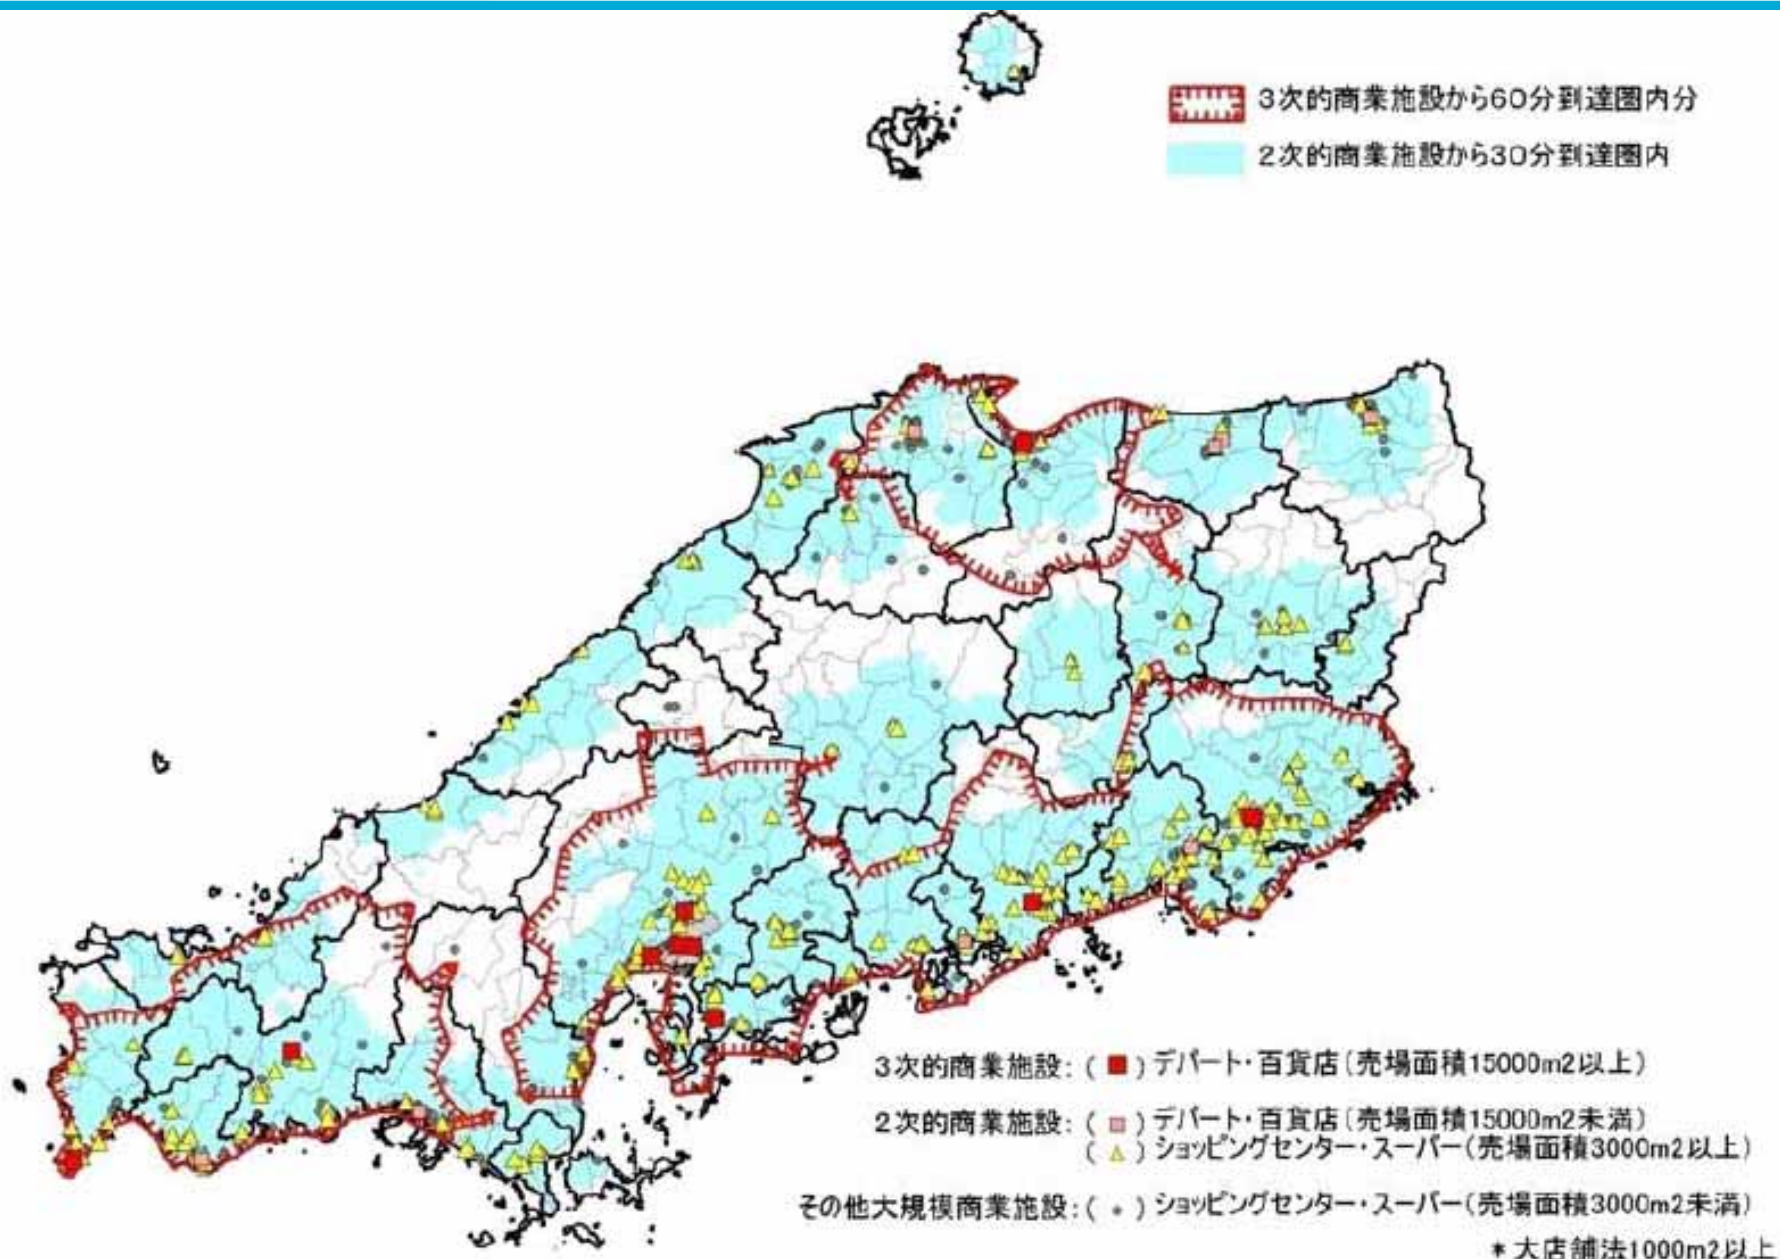 3次的商業施設から60分到達圏内分
2次的商業施設から30分到達圏内
3次的商業施設：（ ■ ）デパート・百貨店（売場面積15000m2以上）
2次的商業施設：（ ■ ）デパート・百貨店（売場面積15000m2未満）
（ ▲ ）ショッピングセンター・スーパー（売場面積3000m2以上）
その他大規模商業施設：（ ● ）ショッピングセンター・スーパー（売場面積3000m2未満）
＊大店舗法1000m2以上